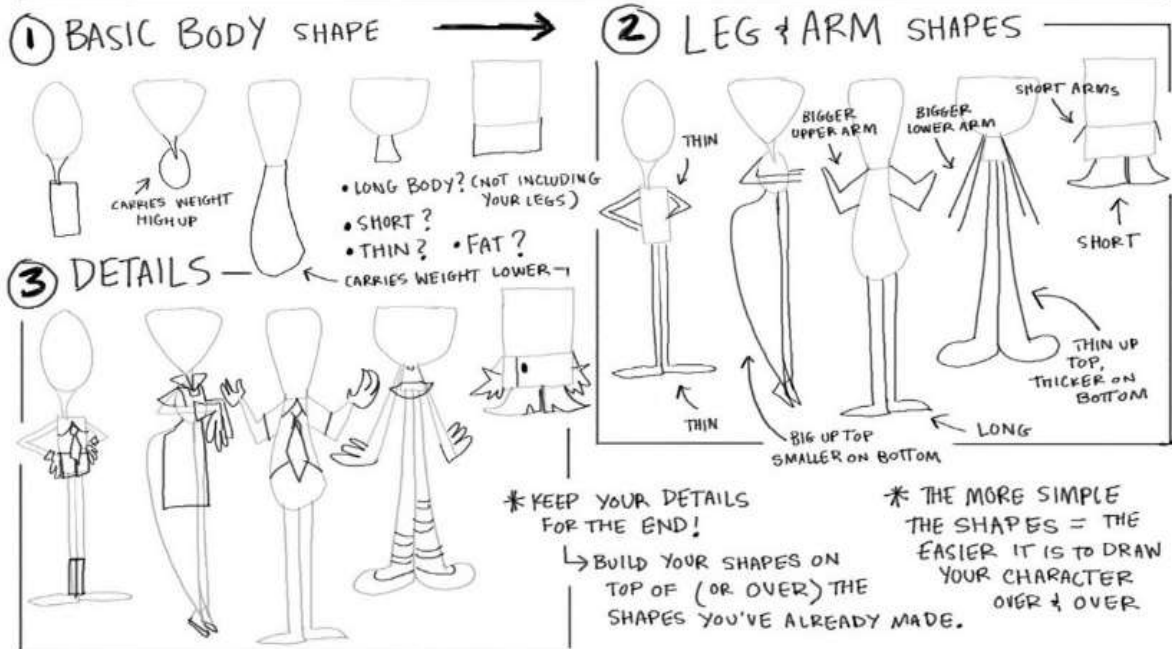 1 BASIC BODY SHAPE
CARRIES WEIGHT
HIGH UP
• LONG BODY? (NOT INCLUDING
YOUR LEGS)
• SHORT?
• THIN? • FAT?
CARRIES WEIGHT LOWER
2 LEG & ARM SHAPES
THIN
BIGGER
UPPER ARM
BIGGER
LOWER ARM
SHORT ARMS
SHORT
THIN UP
TOP,
THICKER ON
BOTTOM
THIN
BIG UP TOP
SMALLER ON BOTTOM
LONG
3 DETAILS
* KEEP YOUR DETAILS
FOR THE END!
BUILD YOUR SHAPES ON
TOP OF (OR OVER) THE
SHAPES YOU'VE ALREADY MADE.
* THE MORE SIMPLE
THE SHAPES = THE
EASIER IT IS TO DRAW
YOUR CHARACTER
OVER & OVER